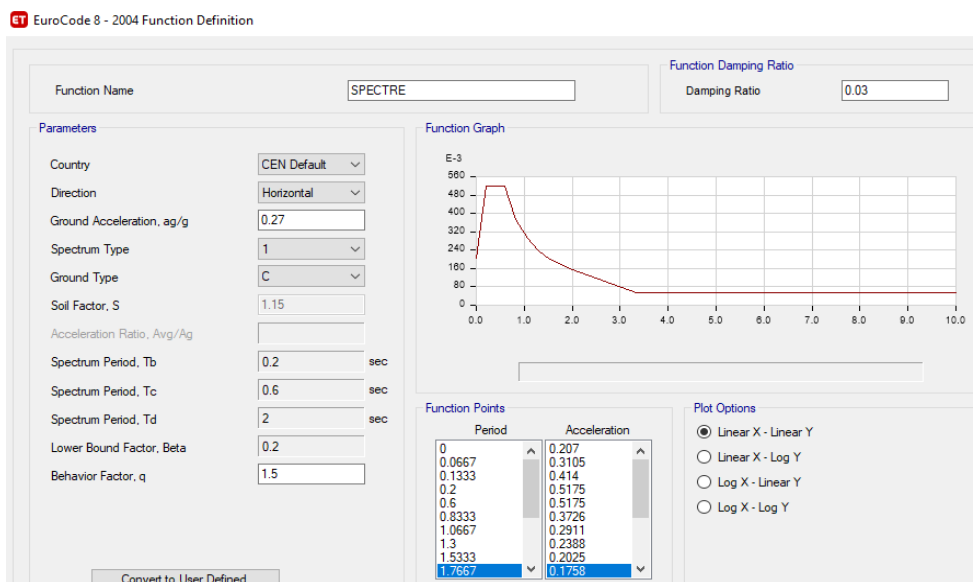 ET EuroCode 8 - 2004 Function Definition
Function Name SPECTRE
Function Damping Ratio
Damping Ratio 0.03
Parameters
Country CEN Default
Direction Horizontal
Ground Acceleration, ag/g 0.27
Spectrum Type 1
Ground Type C
Soil Factor, S 1.15
Acceleration Ratio, Avg/Ag
Spectrum Period, Tb 0.2 sec
Spectrum Period, Tc 0.6 sec
Spectrum Period, Td 2 sec
Lower Bound Factor, Beta 0.2
Behavior Factor, q 1.5
Convert to User Defined
Function Graph
E-3
560
480
400
320
240
160
80
0
0.0 1.0 2.0 3.0 4.0 5.0 6.0 7.0 8.0 9.0 10.0
Function Points
Period Acceleration
0 0.207
0.0667 0.3105
0.1333 0.414
0.2 0.5175
0.6 0.5175
0.8333 0.3726
1.0667 0.2911
1.3 0.2388
1.5333 0.2025
1.7667 0.1758
Plot Options
Linear X - Linear Y
Linear X - Log Y
Log X - Linear Y
Log X - Log Y